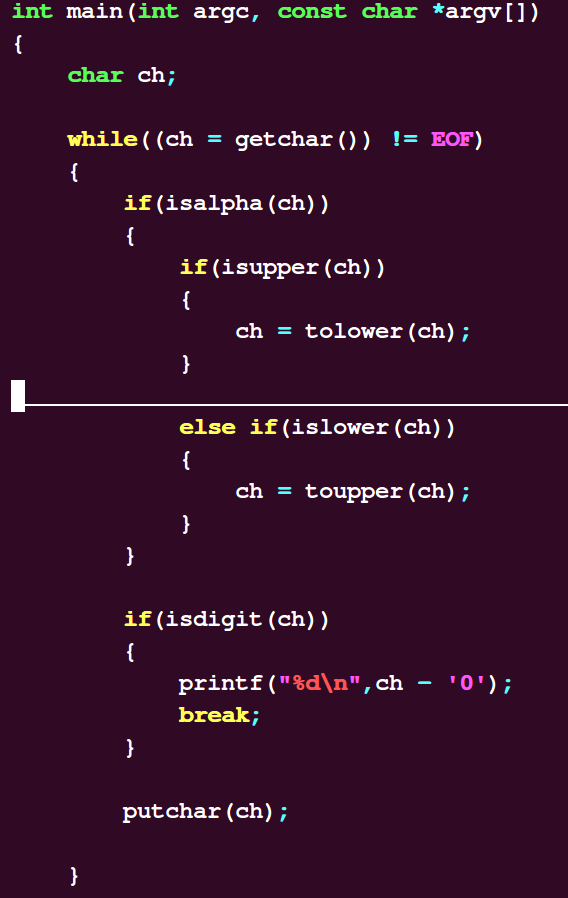 int main(int argc, const char *argv[])
{
    char ch;

    while((ch = getchar()) != EOF)
    {
        if(isalpha(ch))
        {
            if(isupper(ch))
            {
                ch = tolower(ch);
            }

            else if(islower(ch))
            {
                ch = toupper(ch);
            }
        }

        if(isdigit(ch))
        {
            printf("%d\n",ch - '0');
            break;
        }

        putchar(ch);

    }